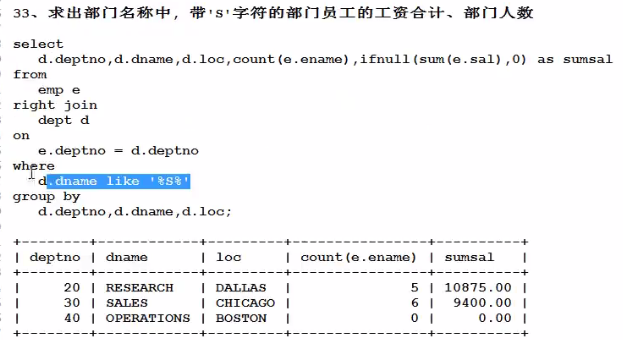 33、求出部门名称中，带'S'字符的部门员工的工资合计、部门人数
select
d.deptno,d.dname,d.loc,count(e.ename),ifnull(sum(e.sal),0) as sumsal
from
emp e
right join
dept d
on
e.deptno = d.deptno
where
d.dname like '%S%'
group by
d.deptno,d.dname,d.loc;
+--------+------------+---------+----------------+----------+
| deptno | dname | loc | count(e.ename) | sumsal |
+--------+------------+---------+----------------+----------+
| 20 | RESEARCH | DALLAS | 5 | 10875.00 |
| 30 | SALES | CHICAGO | 6 | 9400.00 |
| 40 | OPERATIONS | BOSTON | 0 | 0.00 |
+--------+------------+---------+----------------+----------+